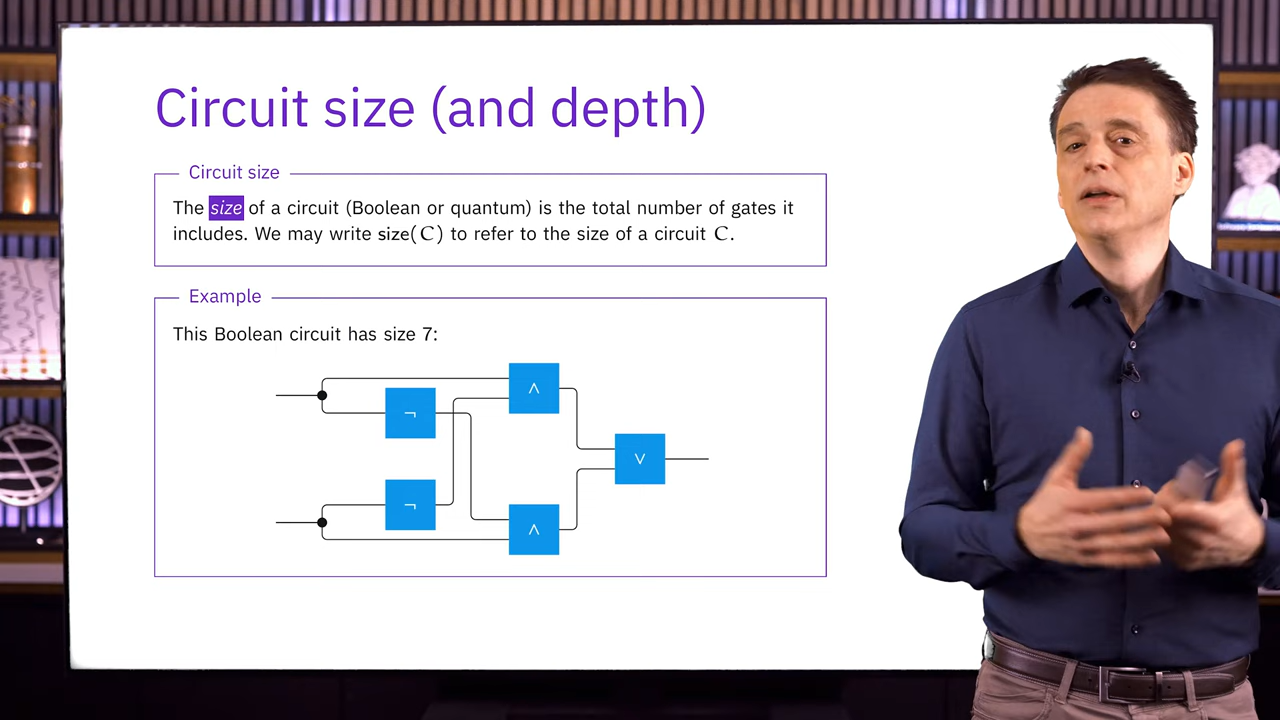 Circuit size (and depth)
Circuit size
The size of a circuit (Boolean or quantum) is the total number of gates it
includes. We may write size(C) to refer to the size of a circuit C.
Example
This Boolean circuit has size 7:
∧
¬
∨
¬
∧